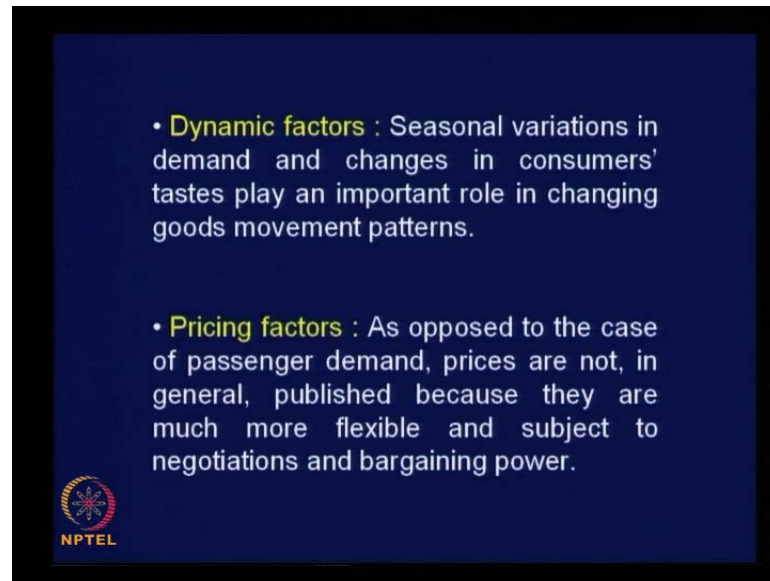 • Dynamic factors : Seasonal variations in
demand and changes in consumers’
tastes play an important role in changing
goods movement patterns.
• Pricing factors : As opposed to the case
of passenger demand, prices are not, in
general, published because they are
much more flexible and subject to
negotiations and bargaining power.
NPTEL